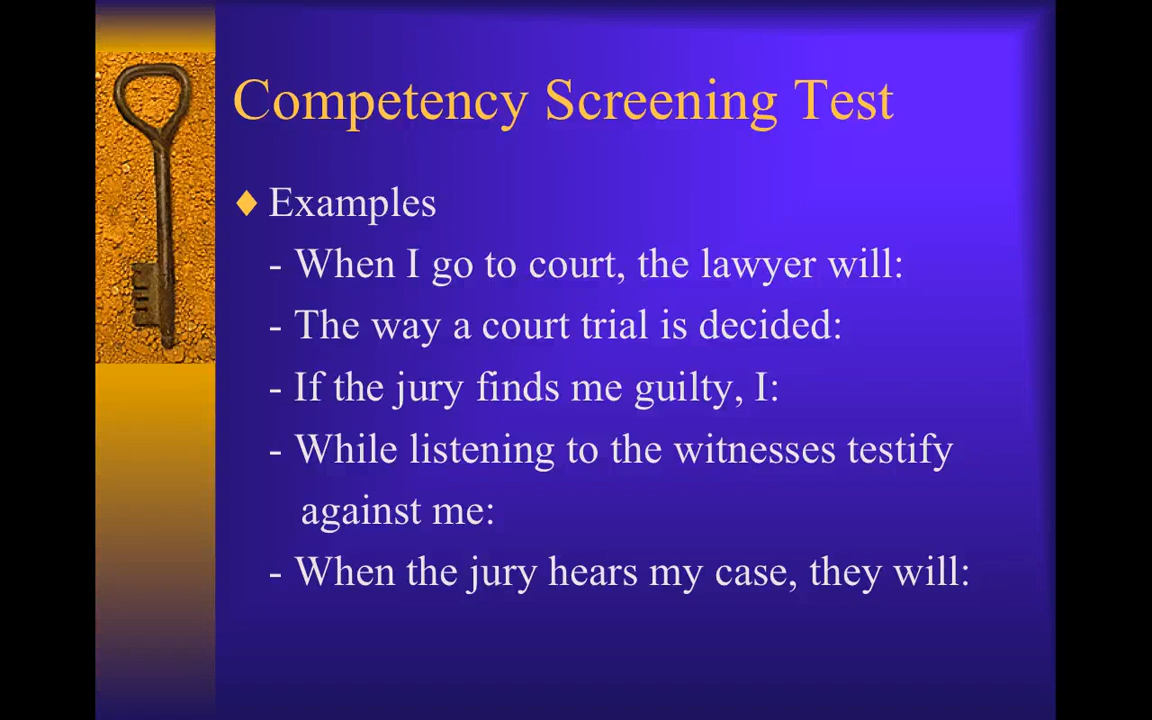 Competency Screening Test
♦ Examples
- When I go to court, the lawyer will:
- The way a court trial is decided:
- If the jury finds me guilty, I:
- While listening to the witnesses testify
against me:
- When the jury hears my case, they will: